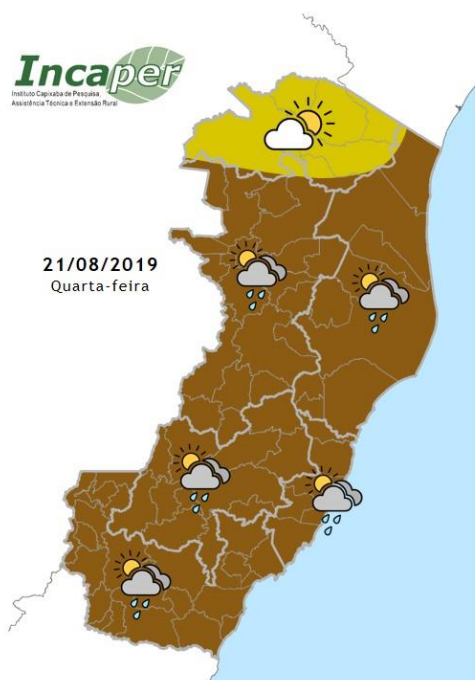 Incaper
Instituto Capixaba de Pesquisa,
Assistência Técnica e Extensão Rural
21/08/2019
Quarta-feira